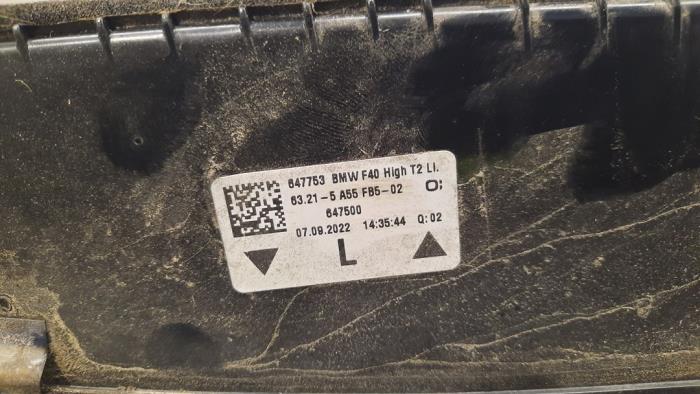 647753 BMW F40 High T2 LI.
63.21-5 A55 FB5-02 O;
647500
07.09.2022 14:35:44 Q:02
L